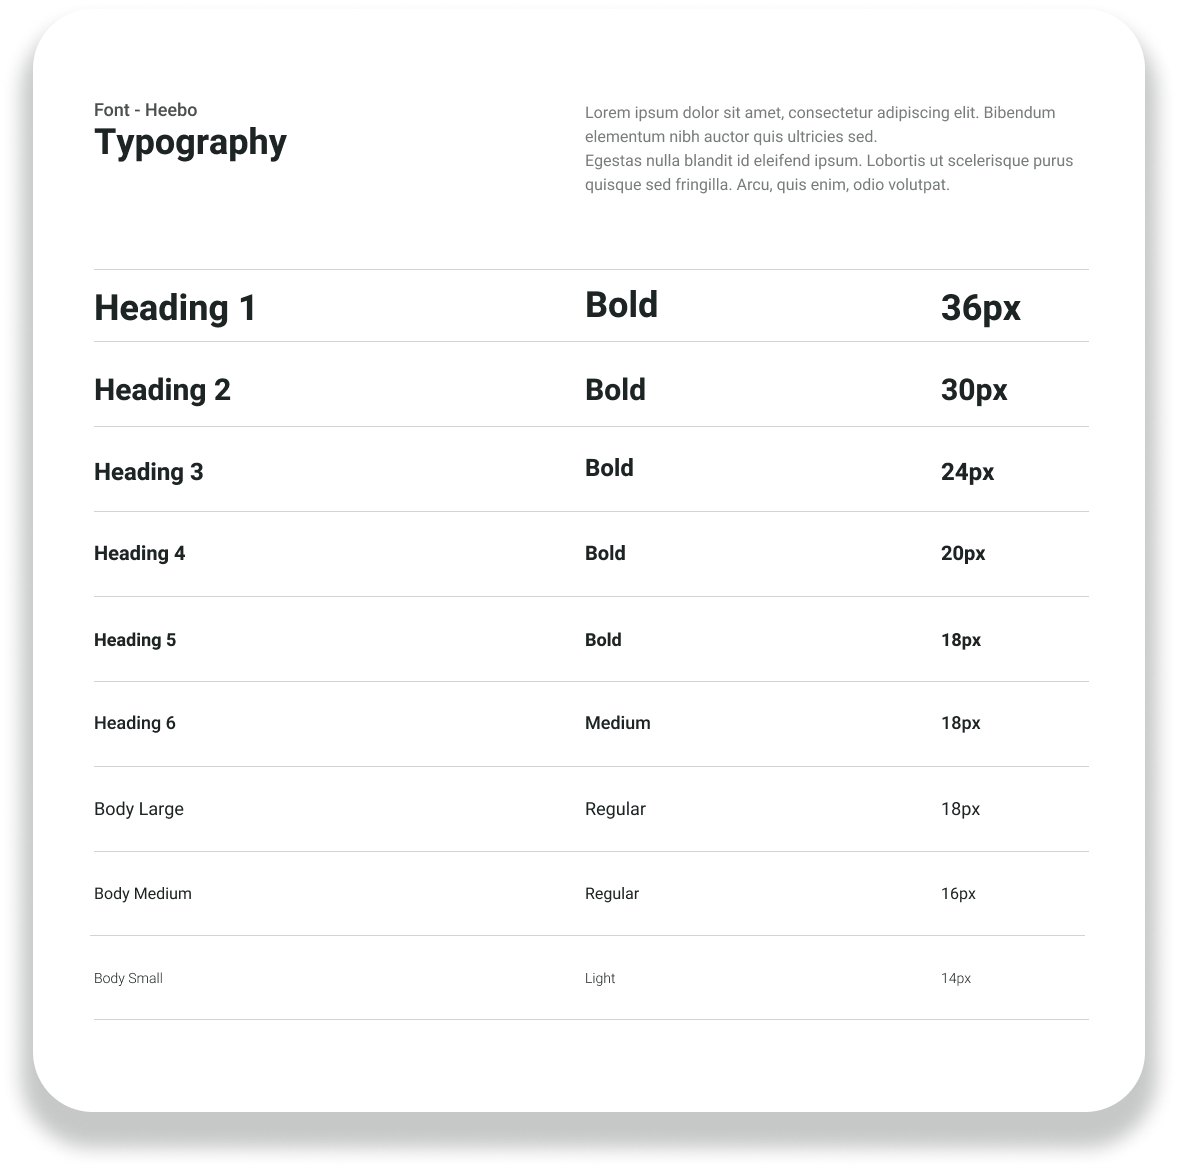 Font - Heebo
Typography
Lorem ipsum dolor sit amet, consectetur adipiscing elit. Bibendum
elementum nibh auctor quis ultricies sed.
Egestas nulla blandit id eleifend ipsum. Lobortis ut scelerisque purus
quisque sed fringilla. Arcu, quis enim, odio volutpat.
Heading 1 Bold 36px
Heading 2 Bold 30px
Heading 3 Bold 24px
Heading 4 Bold 20px
Heading 5 Bold 18px
Heading 6 Medium 18px
Body Large Regular 18px
Body Medium Regular 16px
Body Small Light 14px